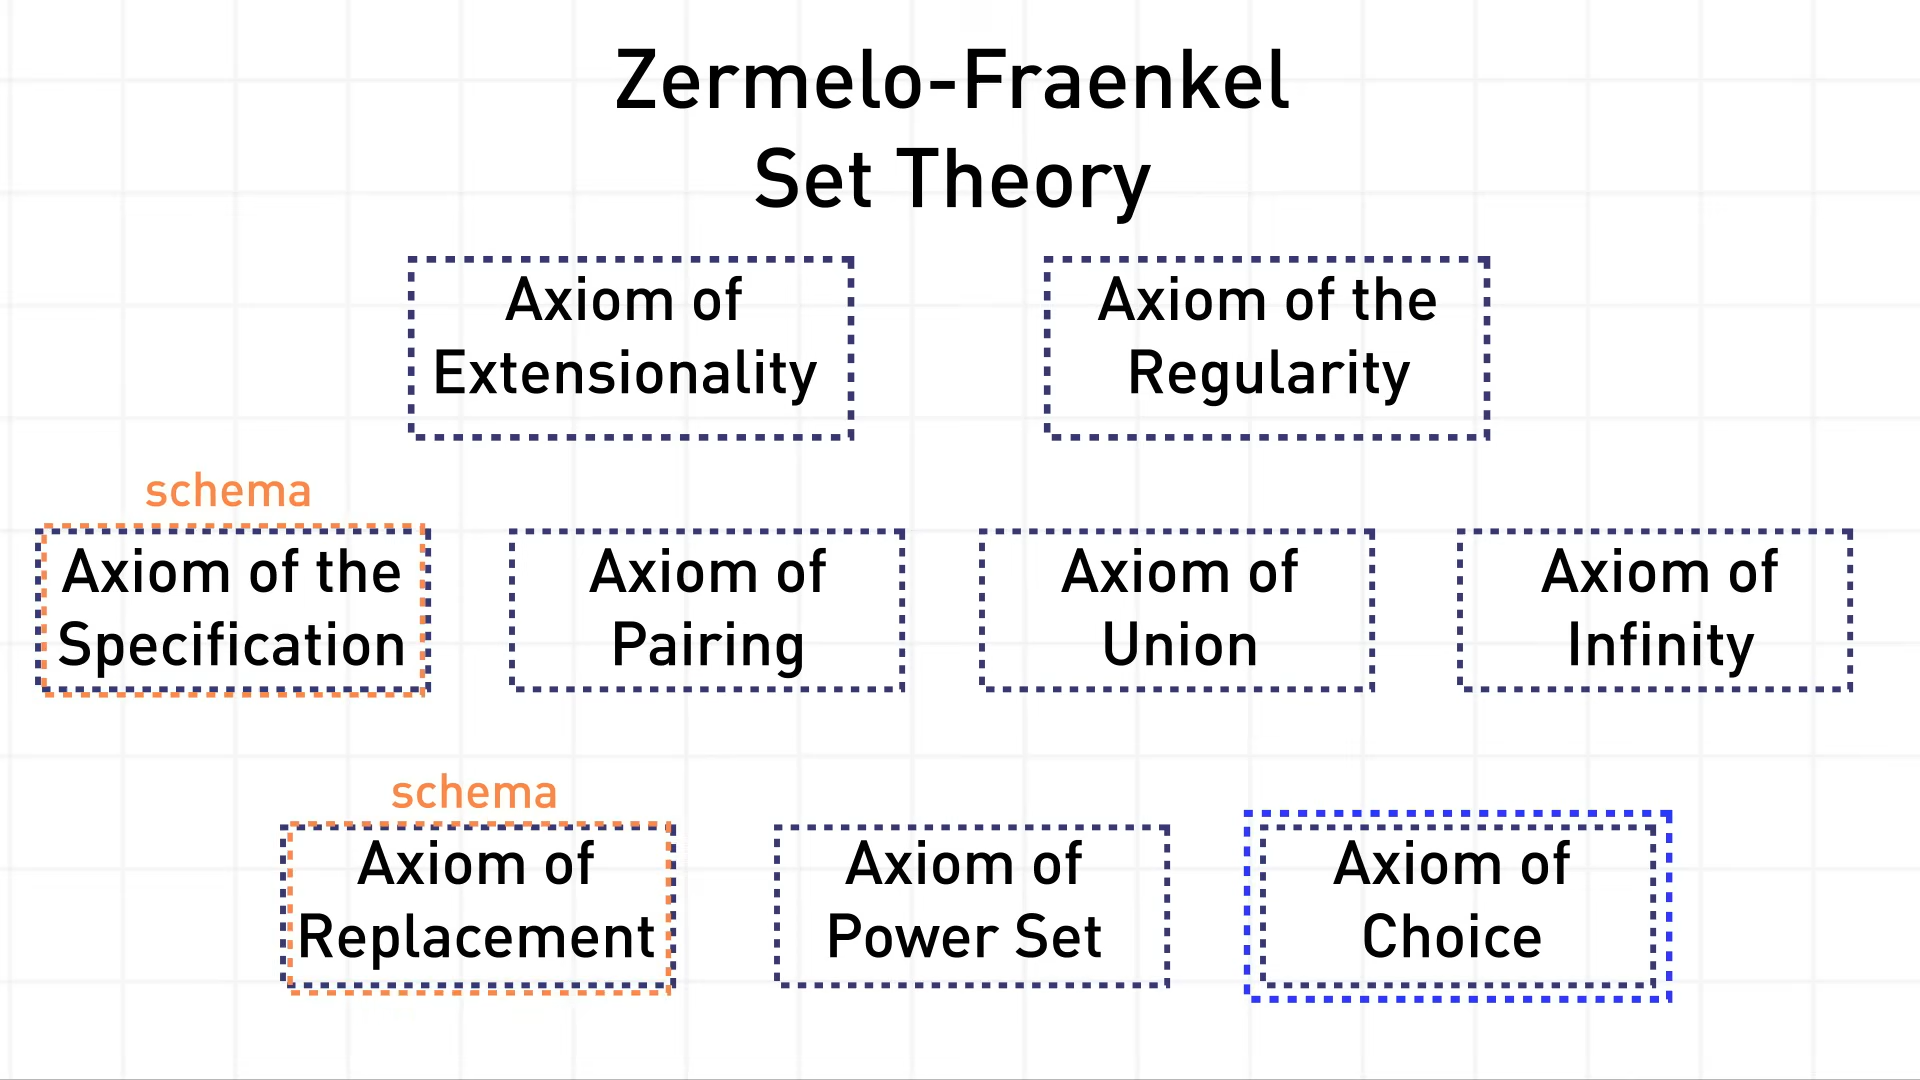 Zermelo-Fraenkel
Set Theory
Axiom of
Extensionality
Axiom of the
Regularity
schema
Axiom of the
Specification
Axiom of
Pairing
Axiom of
Union
Axiom of
Infinity
schema
Axiom of
Replacement
Axiom of
Power Set
Axiom of
Choice